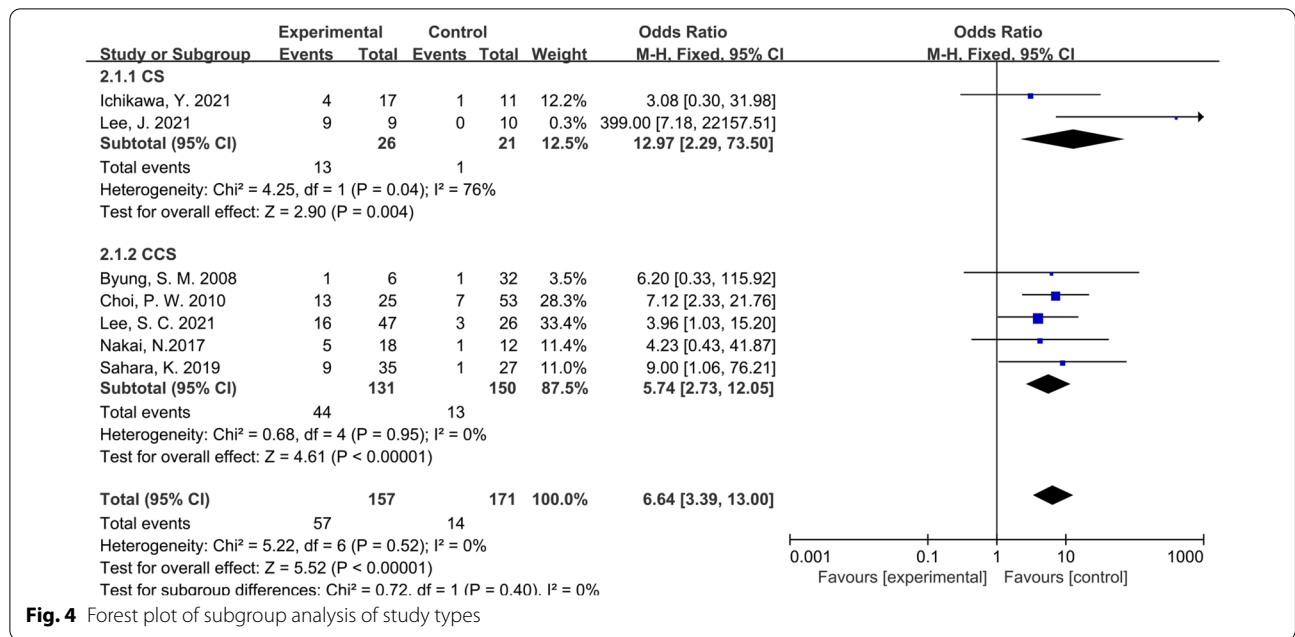 Experimental Control Odds Ratio Odds Ratio
Study or Subgroup Events Total Events Total Weight M-H, Fixed, 95% CI M-H, Fixed, 95% CI
2.1.1 CS
Ichikawa, Y. 2021 4 17 1 11 12.2% 3.08 [0.30, 31.98]
Lee, J. 2021 9 9 0 10 0.3% 399.00 [7.18, 22157.51]
Subtotal (95% CI) 26 21 12.5% 12.97 [2.29, 73.50]
Total events 13 1
Heterogeneity: Chi² = 4.25, df = 1 (P = 0.04); I² = 76%
Test for overall effect: Z = 2.90 (P = 0.004)
2.1.2 CCS
Byung, S. M. 2008 1 6 1 32 3.5% 6.20 [0.33, 115.92]
Choi, P. W. 2010 13 25 7 53 28.3% 7.12 [2.33, 21.76]
Lee, S. C. 2021 16 47 3 26 33.4% 3.96 [1.03, 15.20]
Nakai, N.2017 5 18 1 12 11.4% 4.23 [0.43, 41.87]
Sahara, K. 2019 9 35 1 27 11.0% 9.00 [1.06, 76.21]
Subtotal (95% CI) 131 150 87.5% 5.74 [2.73, 12.05]
Total events 44 13
Heterogeneity: Chi² = 0.68, df = 4 (P = 0.95); I² = 0%
Test for overall effect: Z = 4.61 (P < 0.00001)
Total (95% CI) 157 171 100.0% 6.64 [3.39, 13.00]
Total events 57 14
Heterogeneity: Chi² = 5.22, df = 6 (P = 0.52); I² = 0%
Test for overall effect: Z = 5.52 (P < 0.00001)
Test for subgroup differences: Chi² = 0.72, df = 1 (P = 0.40), I² = 0%
0.001 0.1 1 10 1000
Favours [experimental] Favours [control]
Fig. 4 Forest plot of subgroup analysis of study types